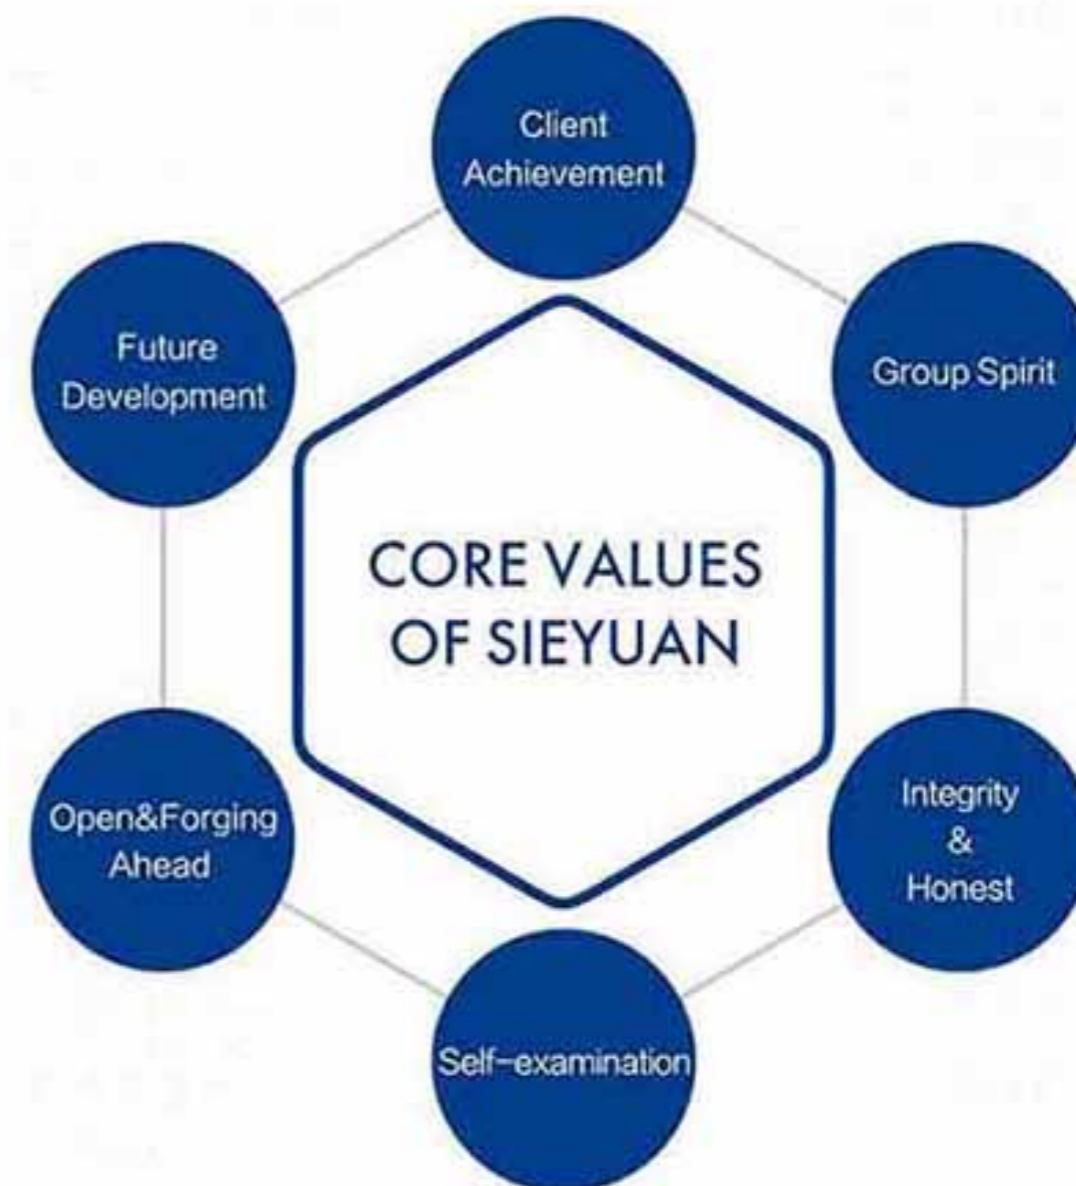 Client
Achievement
Future
Development
Group Spirit
CORE VALUES
OF SIEYUAN
Open&Forging
Ahead
Integrity
&
Honest
Self-examination